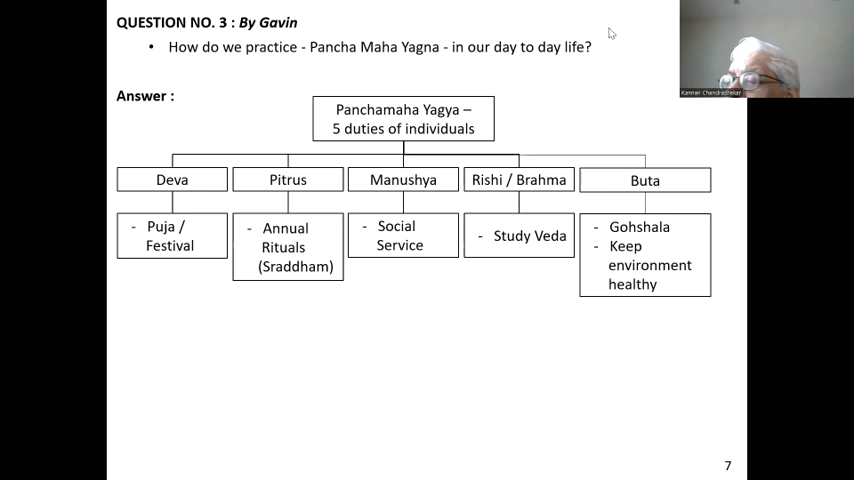 QUESTION NO. 3 : By Gavin
• How do we practice - Pancha Maha Yagna - in our day to day life?
Kannan Chandrashekar
Answer :
Panchamaha Yagya –
5 duties of individuals
Deva
Pitrus
Manushya
Rishi / Brahma
Buta
- Puja /
Festival
- Annual
Rituals
(Sraddham)
- Social
Service
- Study Veda
- Gohshala
- Keep
environment
healthy
7